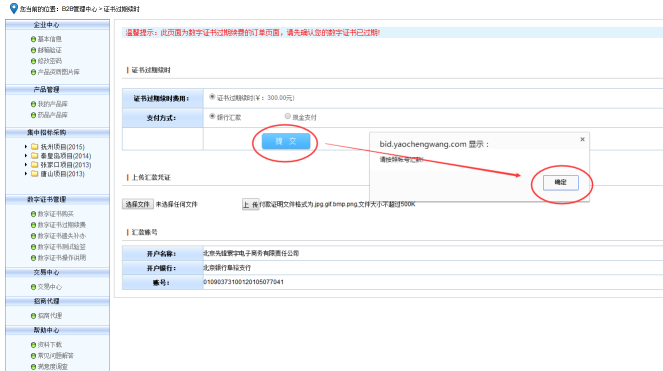 您当前的位置：B2B管理中心 > 证书过期续时
企业中心
基本信息
邮箱验证
修改密码
产品资质图片库
产品管理
我的产品库
药品产品库
集中招标采购
抚州项目(2015)
秦皇岛项目(2014)
张家口项目(2013)
唐山项目(2013)
数字证书管理
数字证书购买
数字证书过期续费
数字证书遗失补办
数字证书测试验签
数字证书操作说明
交易中心
交易中心
招商代理
招商代理
帮助中心
资料下载
常见问题解答
满意度调查
温馨提示：此页面为数字证书过期续费的订单页面，请先确认您的数字证书已过期!
证书过期续时
证书过期续时费用：
证书过期续时(￥：300.00元)
支付方式：
银行汇款
现金支付
提 交
bid.yaochengwang.com 显示：
×
请按照帐号汇款!
确定
上传汇款凭证
选择文件 未选择任何文件
上 传 付款证明文件格式为.jpg.gif.bmp.png,文件大小不超过500K
汇款账号
开户名称：
北京先锋寰宇电子商务有限责任公司
开户银行：
北京银行阜裕支行
账号：
01090373100120105077041